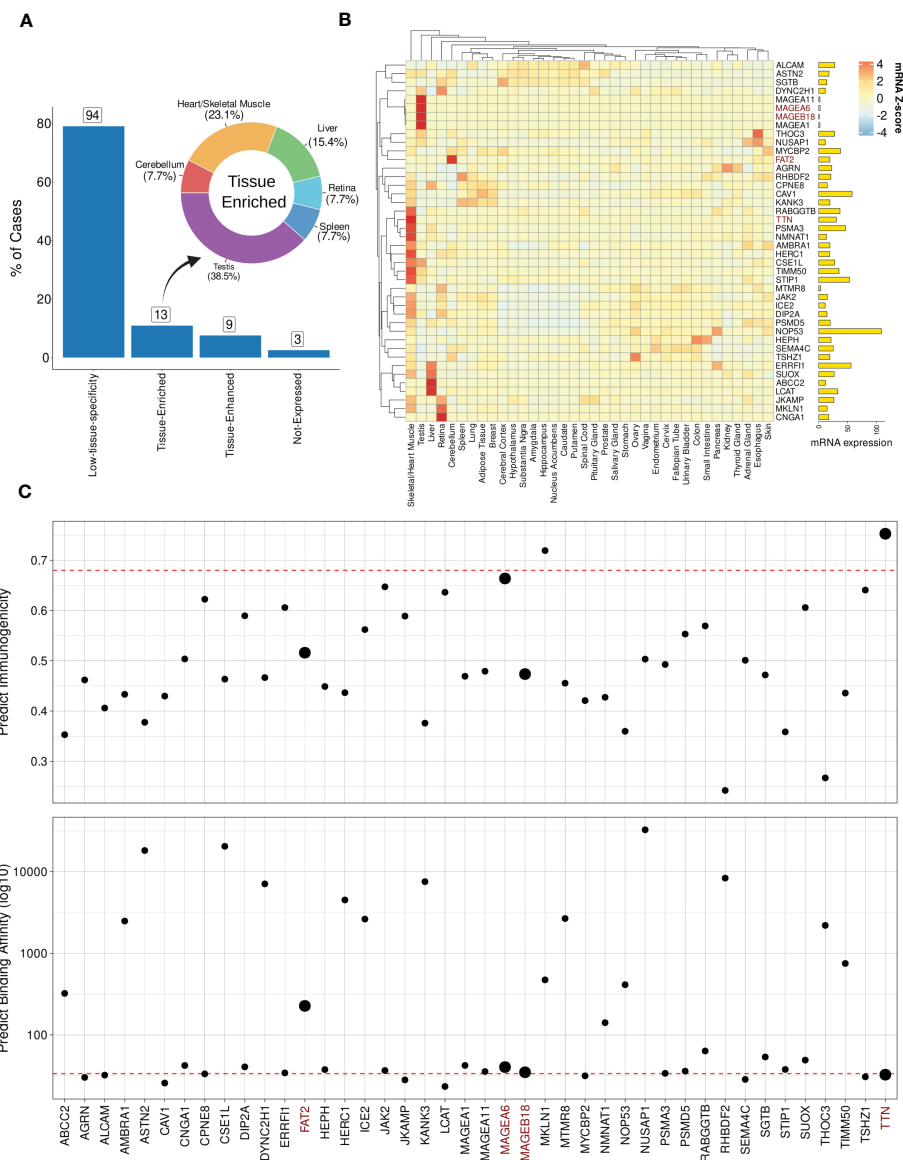 A
% of Cases
80
60
40
20
0
94
13
9
3
Low-tissue-specificity
Tissue-Enriched
Tissue-Enhanced
Not-Expressed
Heart/Skeletal Muscle
(23.1%)
Liver
(15.4%)
Retina
(7.7%)
Spleen
(7.7%)
Testis
(38.5%)
Cerebellum
(7.7%)
Tissue
Enriched
B
ALCAM
ASTN2
SGTB
DYNC2H1
MAGEA11
MAGEA6
MAGEB18
MAGEA1
THOC3
NUSAP1
MYCBP2
FAT2
AGRN
RHBDF2
CPNE8
CAV1
KANK3
RABGGTB
TTN
PSMA3
NMNAT1
AMBRA1
HERC1
CSE1L
TIMM50
STIP1
MTMR8
JAK2
ICE2
DIP2A
PSMD5
NOP53
HEPH
SEMA4C
TSHZ1
ERRFI1
SUOX
ABCC2
LCAT
JKAMP
MKLN1
CNGA1
Skeletal/Heart Muscle
Testis
Liver
Retina
Cerebellum
Spleen
Lung
Adipose Tissue
Breast
Cerebral Cortex
Hypothalamus
Substantia Nigra
Amygdala
Hippocampus
Nucleus Accumbens
Caudate
Putamen
Spinal Cord
Pituitary Gland
Prostate
Salivary Gland
Stomach
Ovary
Vagina
Endometrium
Cervix
Fallopian Tube
Urinary Bladder
Colon
Small Intestine
Pancreas
Kidney
Thyroid Gland
Adrenal Gland
Esophagus
Skin
4
2
0
-2
-4
mRNA Z-score
0
50
100
mRNA expression
C
Predict Immunogenicity
0.7
0.6
0.5
0.4
0.3
Predict Binding Affinity (log10)
10000
1000
100
ABCC2
AGRN
ALCAM
AMBRA1
ASTN2
CAV1
CNGA1
CPNE8
CSE1L
DIP2A
DYNC2H1
ERRFI1
FAT2
HEPH
HERC1
ICE2
JAK2
JKAMP
KANK3
LCAT
MAGEA1
MAGEA11
MAGEA6
MAGEB18
MKLN1
MTMR8
MYCBP2
NMNAT1
NOP53
NUSAP1
PSMA3
PSMD5
RABGGTB
RHBDF2
SEMA4C
SGTB
STIP1
SUOX
THOC3
TIMM50
TSHZ1
TTN